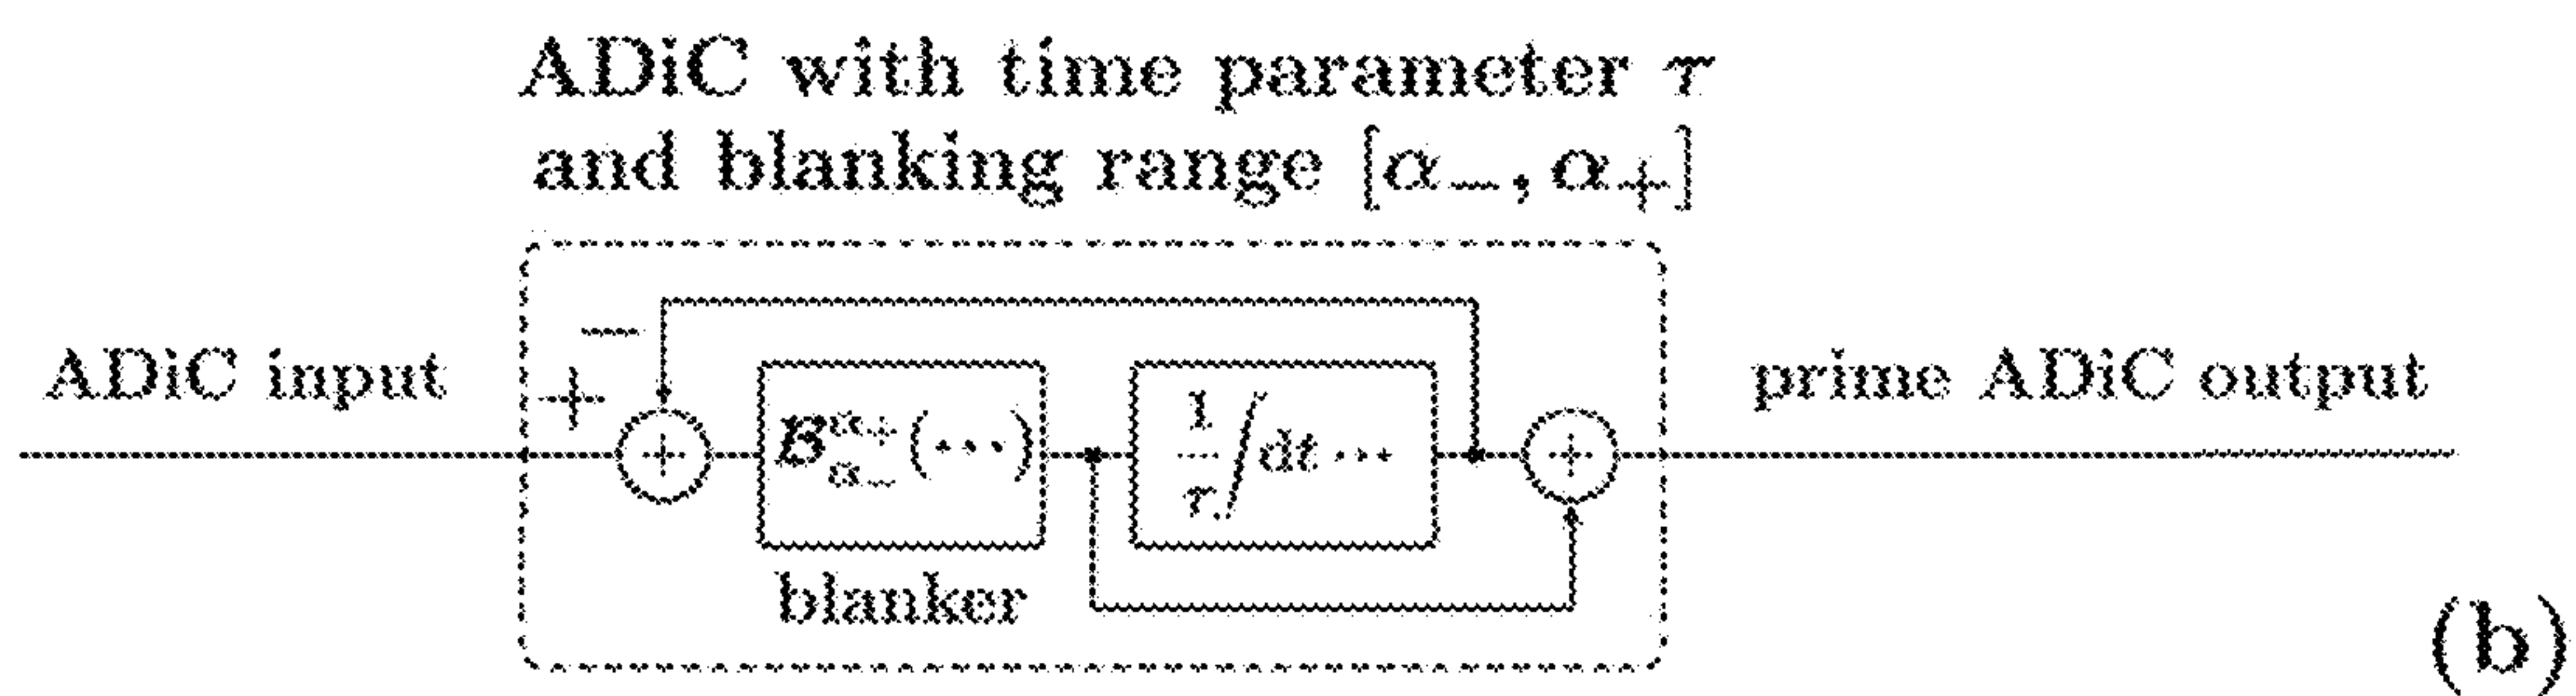 ADiC with time parameter τ
and blanking range [α₋, α₊]
−
ADiC input
+
prime ADiC output
+
𝓑^{α₊}_{α₋}(⋯)
1/τ ∫dt ⋯
+
blanker
(b)